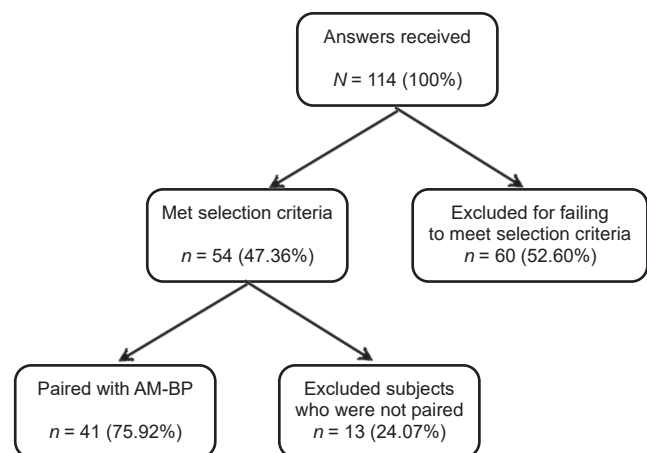 Answers received
N = 114 (100%)
Met selection criteria
n = 54 (47.36%)
Excluded for failing
to meet selection criteria
n = 60 (52.60%)
Paired with AM-BP
n = 41 (75.92%)
Excluded subjects
who were not paired
n = 13 (24.07%)